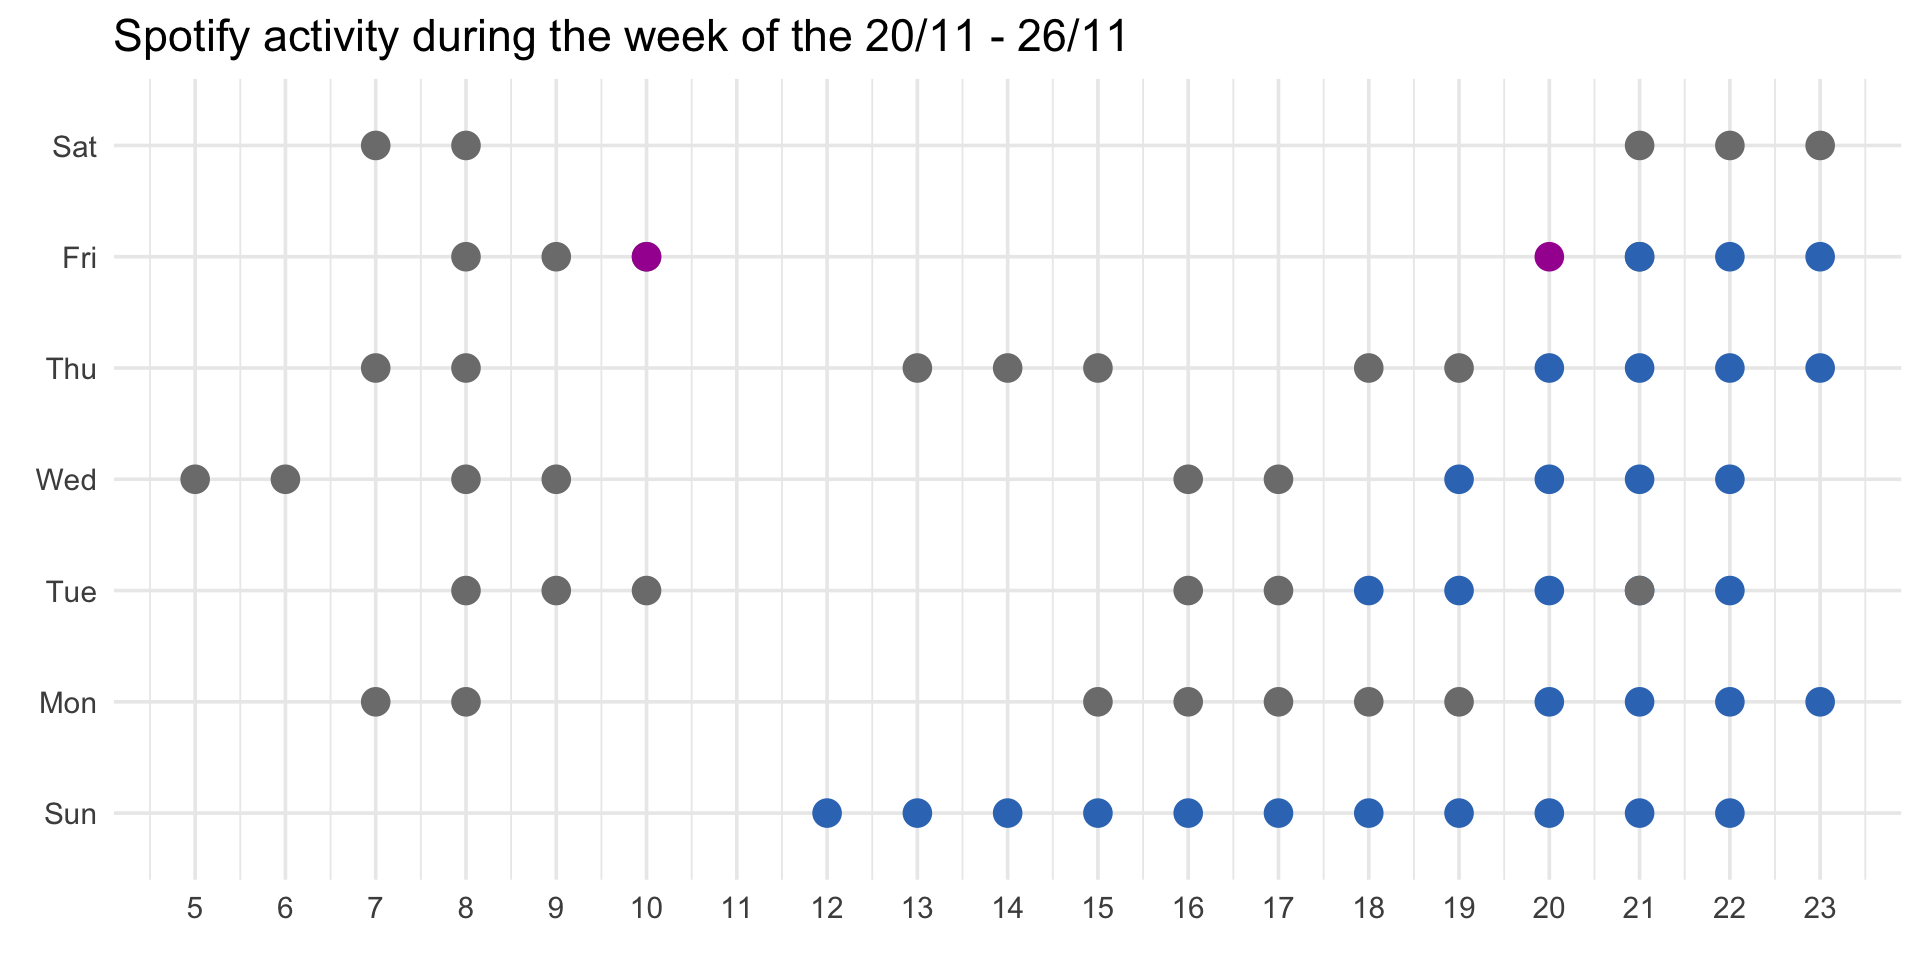 Spotify activity during the week of the 20/11 - 26/11
Sat
Fri
Thu
Wed
Tue
Mon
Sun
5 6 7 8 9 10 11 12 13 14 15 16 17 18 19 20 21 22 23